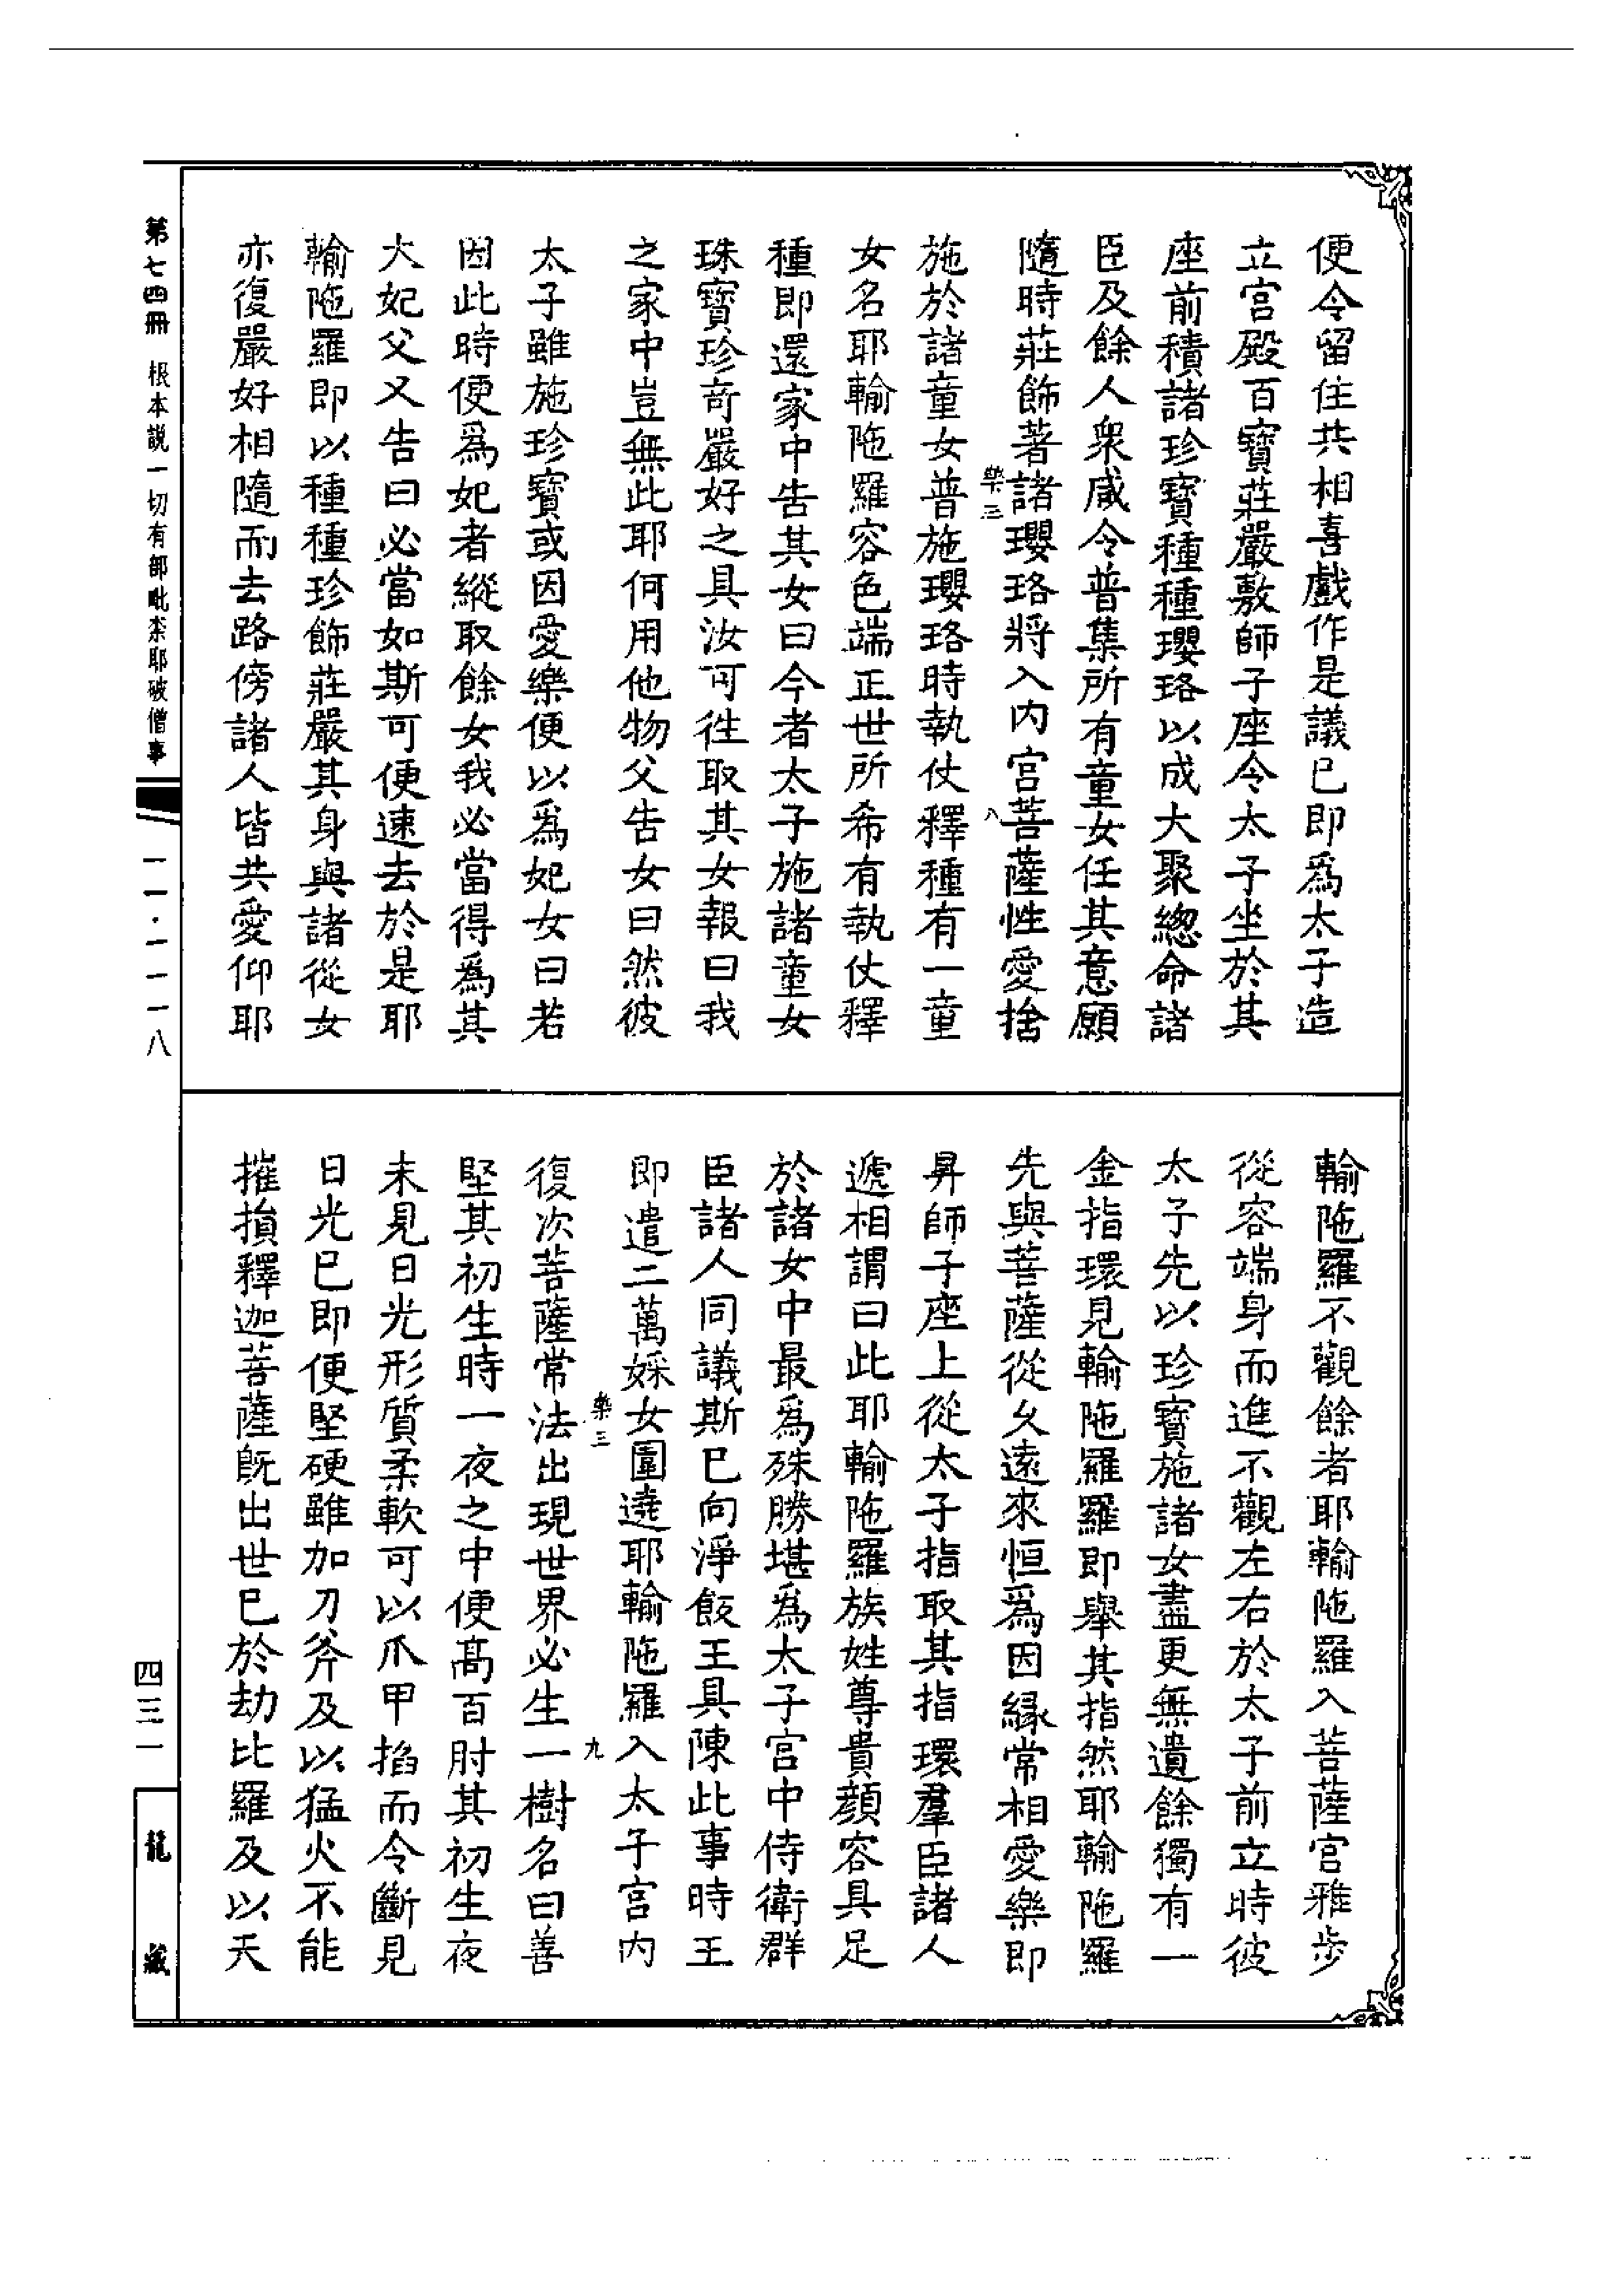 便令留住共相喜戲作是議已即爲太子造
立宮殿百寶莊嚴敷師子座令太子坐於其
座前積諸珍寶種種瓔珞以成大聚緫命諸
臣及餘人衆咸令普集所有童女任其意願
隨時莊飾著諸瓔珞將入內宮菩薩性愛捨
樂三
八
施於諸童女普施瓔珞時執仗釋種有一童
女名耶輸陁羅容色端正世所希有執仗釋
種即還家中告其女曰今者太子施諸童女
珠寶珍奇嚴好之具汝可徃取其女報曰我
之家中豈無此耶何用他物父告女曰然彼
太子雖施珍寶或因愛樂便以爲妃女曰若
因此時便爲妃者縱取餘女我必當得爲其
大妃父又告曰必當如斯可便速去於是耶
輸陁羅即以種種珍飾莊嚴其身與諸從女
亦復嚴好相隨而去路傍諸人皆共愛仰耶
輸陁羅不觀餘者耶輸陁羅入菩薩宮雅步
從容端身而進不觀左右於太子前立時彼
太子先以珍寶施諸女盡更無遺餘獨有一
金指環見輸陁羅羅即舉其指然耶輸陁羅
先與菩薩從久遠來恒爲因縁常相愛樂即
昇師子座上從太子指取其指環羣臣諸人
遞相謂曰此耶輸陁羅族姓尊貴顏容具足
於諸女中最爲殊勝堪爲太子宮中侍衛群
臣諸人同議斯已向淨飯王具陳此事時王
即遣二萬婇女圍遶耶輸陁羅入太子宮內
樂三
九
復次菩薩常法出現世界必生一樹名曰善
堅其初生時一夜之中便髙百肘其初生夜
未見日光形質柔軟可以爪甲掐而令斷見
日光已即便堅硬雖加刀斧及以猛火不能
摧損釋迦菩薩旣出世已於劫比羅及以天
第七四冊 根本説一切有部毗奈耶破僧事
一一·一一一八
四三一
龍藏